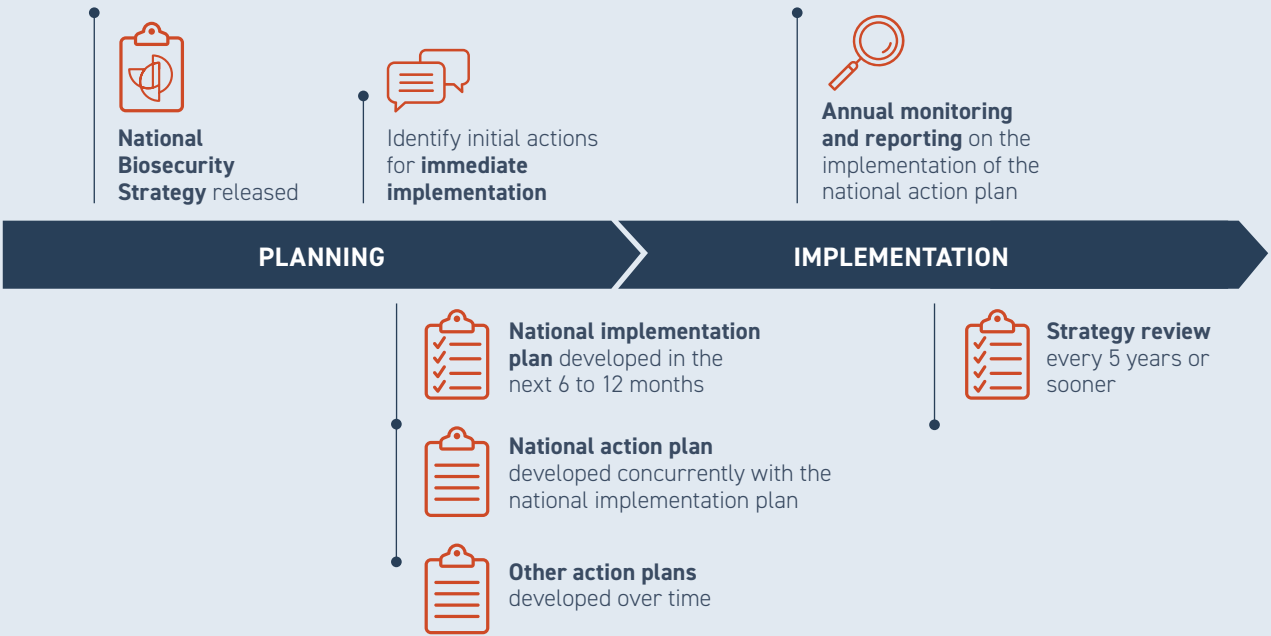 National
Biosecurity
Strategy released
Identify initial actions
for immediate
implementation
Annual monitoring
and reporting on the
implementation of the
national action plan
PLANNING
IMPLEMENTATION
National implementation
plan developed in the
next 6 to 12 months
National action plan
developed concurrently with the
national implementation plan
Other action plans
developed over time
Strategy review
every 5 years or
sooner